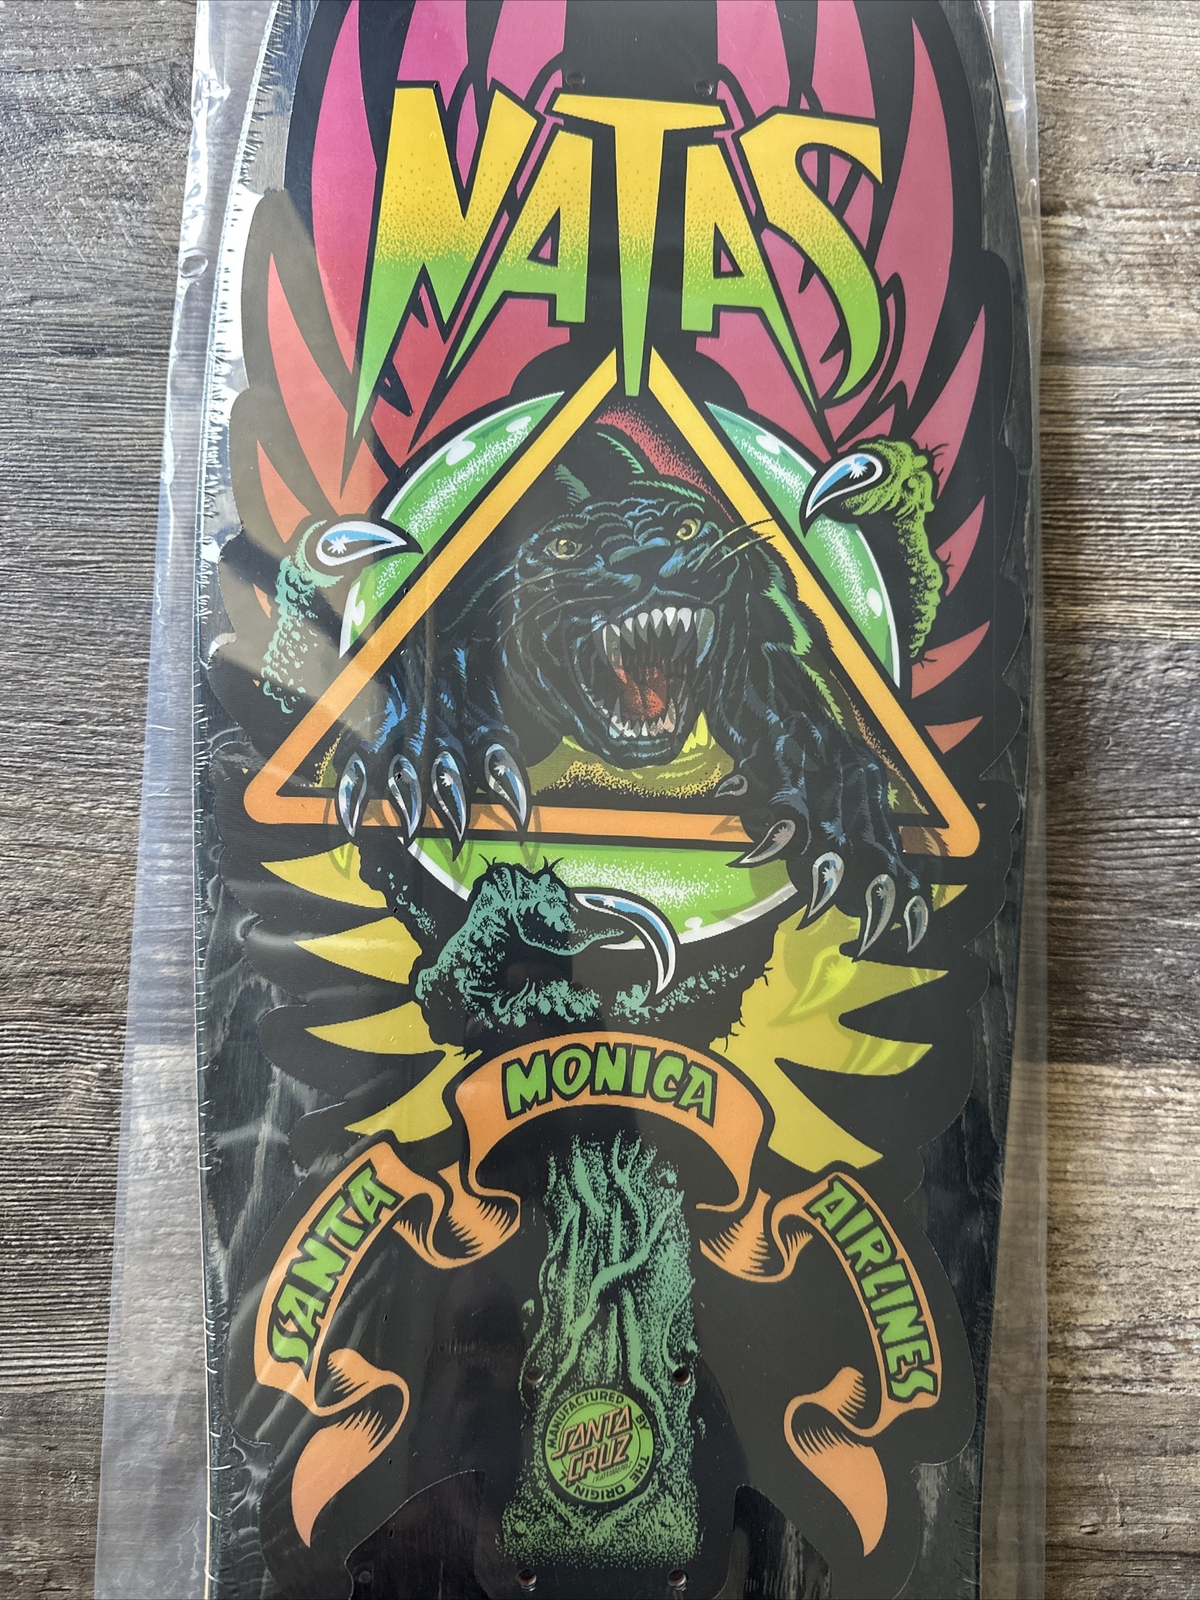 NATAS
SANTA
MONICA
AIRLINES
MANUFACTURED BY THE ORIGINAL
SANTA
CRUZ